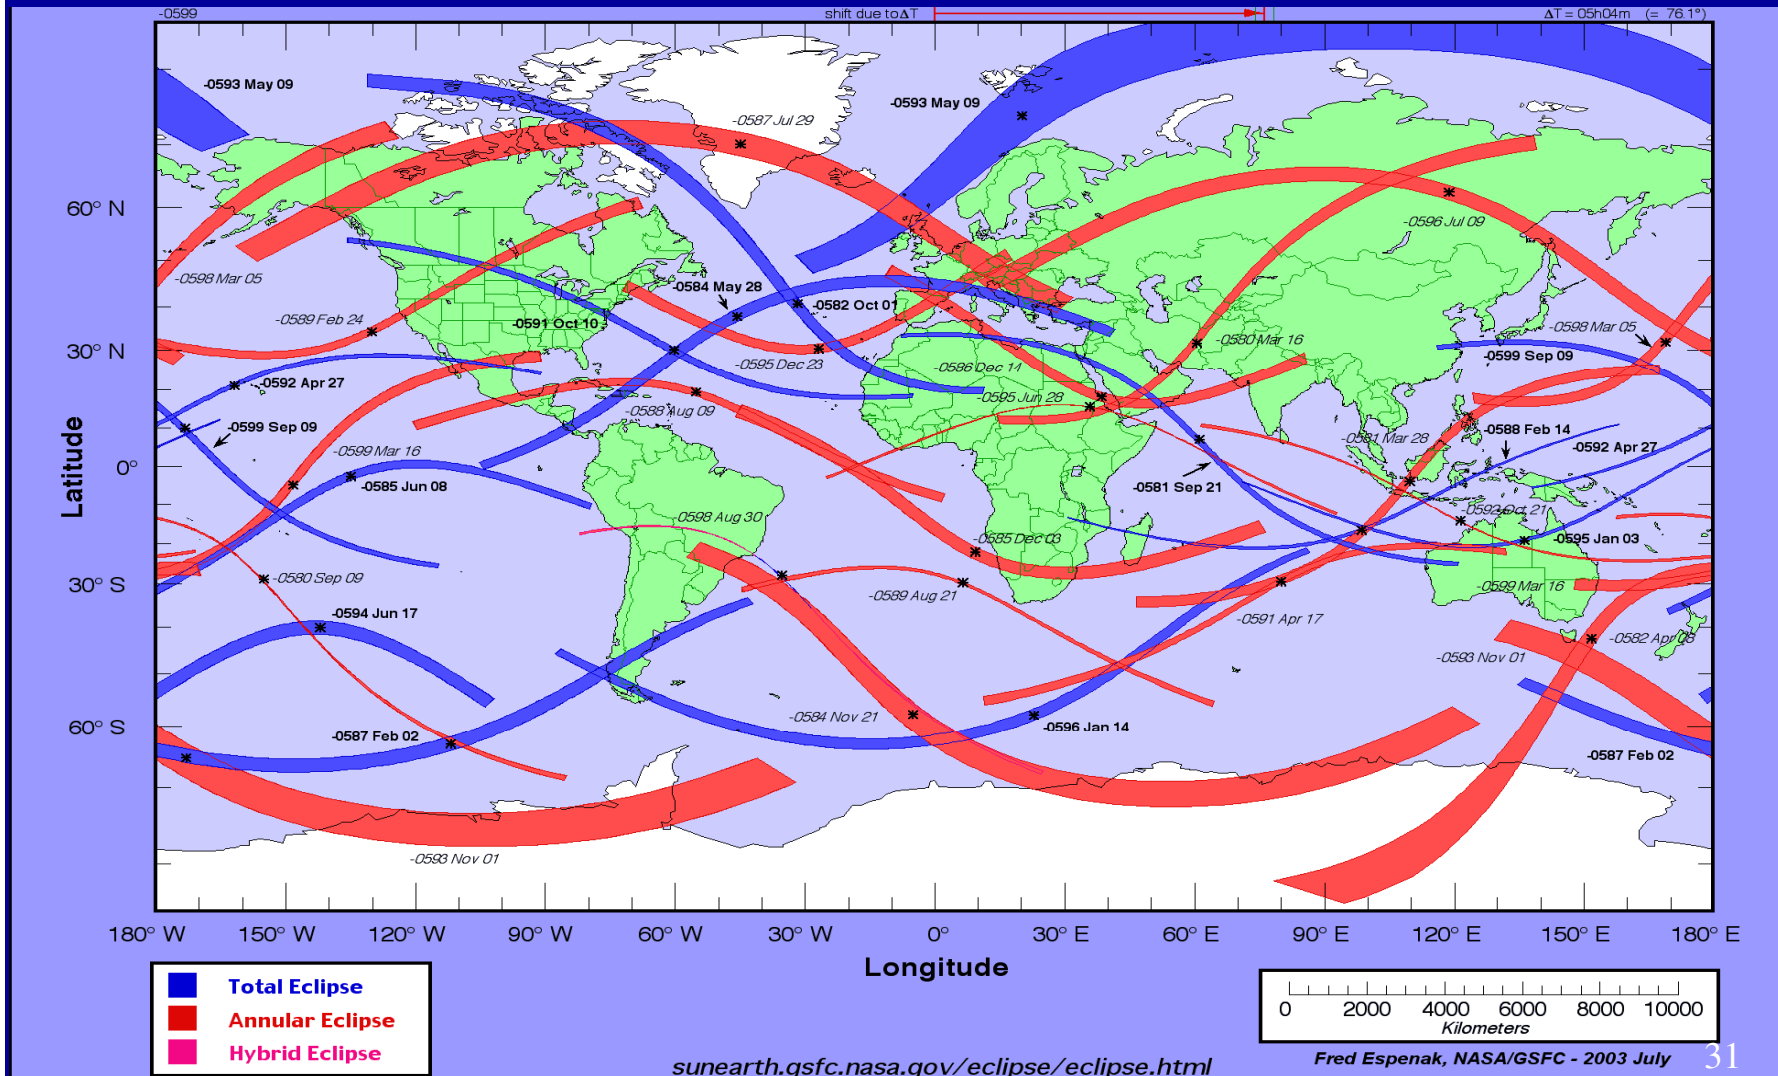 -0599
shift due to ΔT
ΔT = 05h04m (= 76.1°)
-0593 May 09
-0593 May 09
-0587 Jul 29
60° N
-0596 Jul 09
-0598 Mar 05
-0584 May 28
-0582 Oct 01
-0589 Feb 24
-0591 Oct 10
-0598 Mar 05
30° N
-0580 Mar 16
-0599 Sep 09
-0595 Dec 23
-0586 Dec 14
-0592 Apr 27
-0595 Jun 28
-0588 Aug 09
-0599 Sep 09
-0588 Feb 14
-0581 Mar 28
-0592 Apr 27
-0599 Mar 16
0°
-0585 Jun 08
-0581 Sep 21
Latitude
-0598 Aug 30
-0592 Oct 21
-0585 Dec 03
-0595 Jan 03
-0580 Sep 09
30° S
-0599 Mar 16
-0589 Aug 21
-0594 Jun 17
-0591 Apr 17
-0582 Apr 08
-0593 Nov 01
-0584 Nov 21
60° S
-0596 Jan 14
-0587 Feb 02
-0587 Feb 02
-0593 Nov 01
180° W 150° W 120° W 90° W 60° W 30° W 0° 30° E 60° E 90° E 120° E 150° E 180° E
Longitude
Total Eclipse
Annular Eclipse
Hybrid Eclipse
0 2000 4000 6000 8000 10000
Kilometers
sunearth.gsfc.nasa.gov/eclipse/eclipse.html
Fred Espenak, NASA/GSFC - 2003 July
31